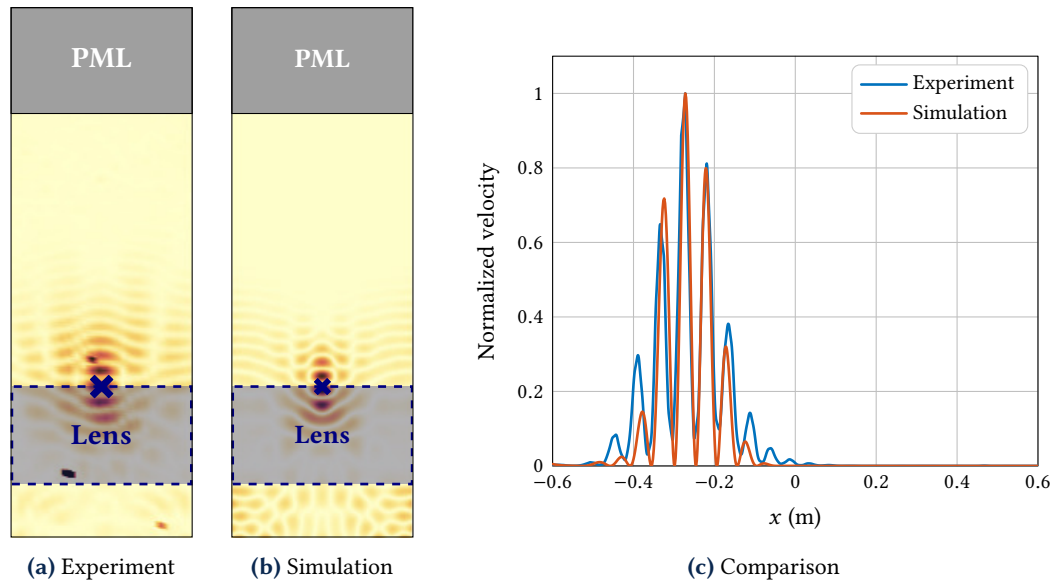 PML
Lens
(a) Experiment
PML
Lens
(b) Simulation
Normalized velocity
1
0.8
0.6
0.4
0.2
0
−0.6
−0.4
−0.2
0
0.2
0.4
0.6
x (m)
Experiment
Simulation
(c) Comparison